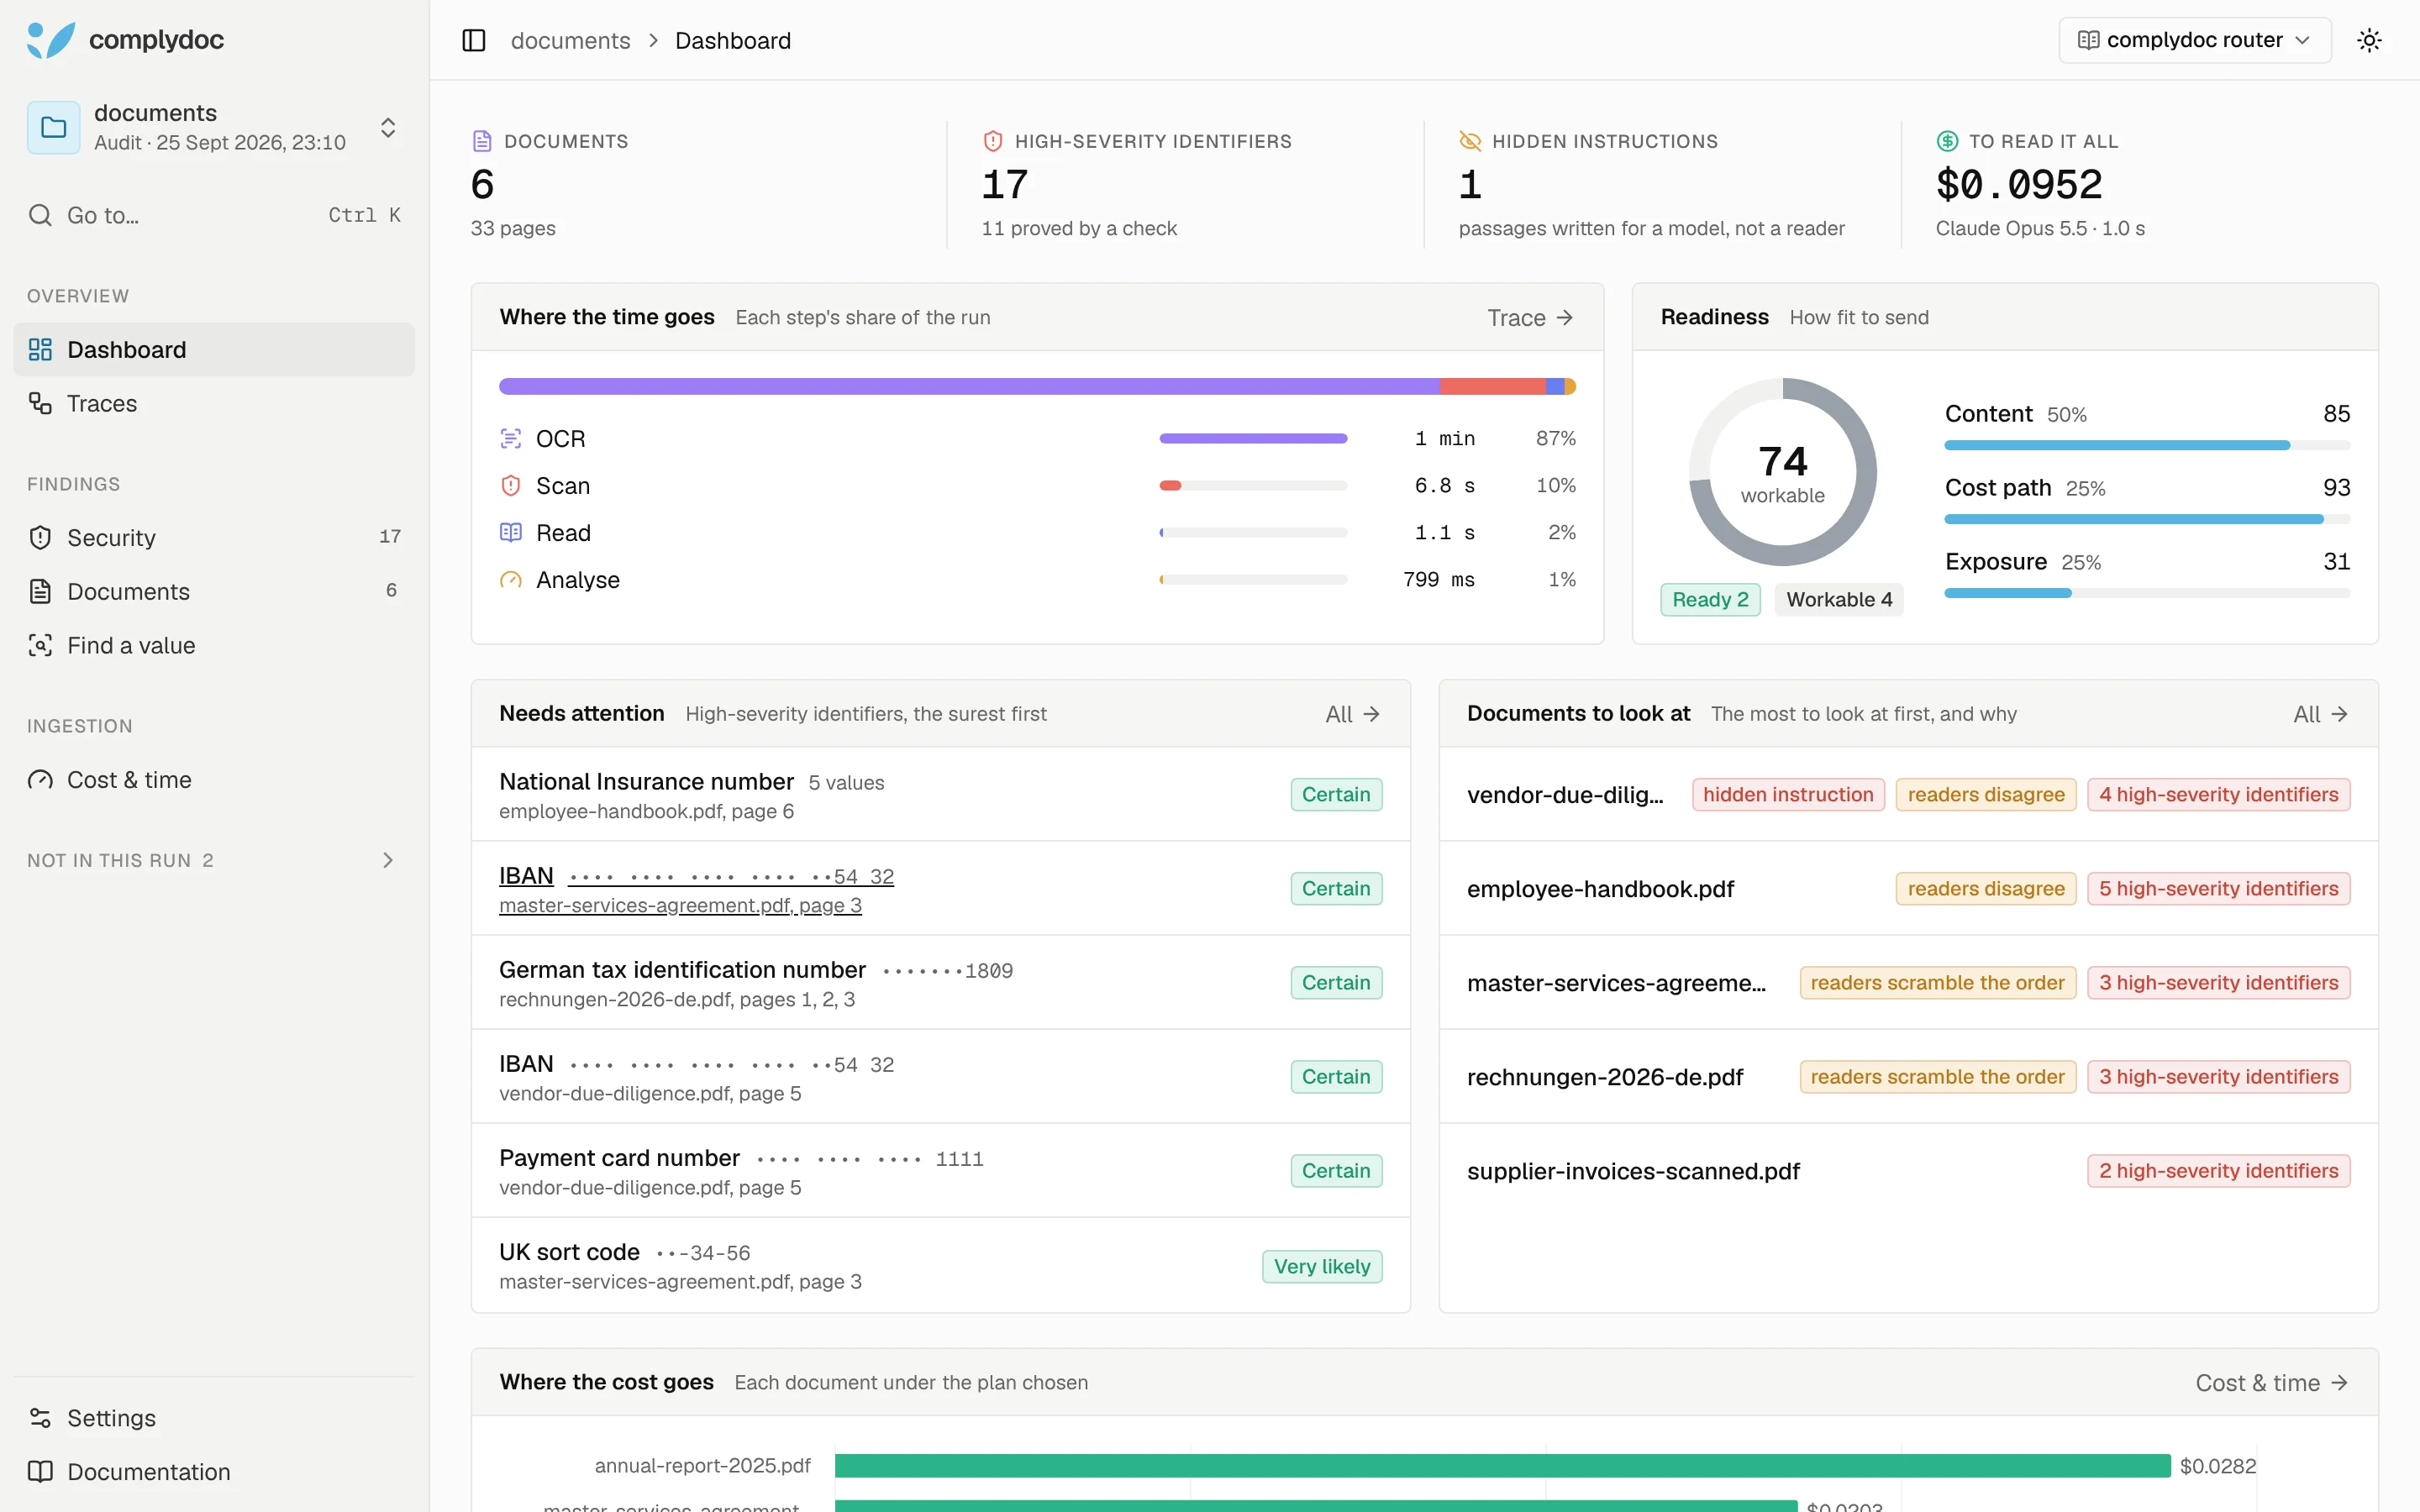 complydoc
documents
Audit · 25 Sept 2026, 23:10
Go to...
Ctrl K
OVERVIEW
Dashboard
Traces
FINDINGS
Security 17
Documents 6
Find a value
INGESTION
Cost & time
NOT IN THIS RUN 2
Settings
Documentation
documents > Dashboard
complydoc router
DOCUMENTS
6
33 pages
HIGH-SEVERITY IDENTIFIERS
17
11 proved by a check
HIDDEN INSTRUCTIONS
1
passages written for a model, not a reader
TO READ IT ALL
$0.0952
Claude Opus 5.5 · 1.0 s
Where the time goes Each step's share of the run Trace →
OCR 1 min 87%
Scan 6.8 s 10%
Read 1.1 s 2%
Analyse 799 ms 1%
Readiness How fit to send
74
workable
Ready 2 Workable 4
Content 50% 85
Cost path 25% 93
Exposure 25% 31
Needs attention High-severity identifiers, the surest first All →
National Insurance number 5 values
employee-handbook.pdf, page 6
Certain
IBAN •••• •••• •••• •••• ••54 32
master-services-agreement.pdf, page 3
Certain
German tax identification number •••••••1809
rechnungen-2026-de.pdf, pages 1, 2, 3
Certain
IBAN •••• •••• •••• •••• ••54 32
vendor-due-diligence.pdf, page 5
Certain
Payment card number •••• •••• •••• 1111
vendor-due-diligence.pdf, page 5
Certain
UK sort code ••-34-56
master-services-agreement.pdf, page 3
Very likely
Documents to look at The most to look at first, and why All →
vendor-due-dilig... hidden instruction readers disagree 4 high-severity identifiers
employee-handbook.pdf readers disagree 5 high-severity identifiers
master-services-agreeme... readers scramble the order 3 high-severity identifiers
rechnungen-2026-de.pdf readers scramble the order 3 high-severity identifiers
supplier-invoices-scanned.pdf 2 high-severity identifiers
Where the cost goes Each document under the plan chosen Cost & time →
annual-report-2025.pdf $0.0282
master-services-agreement... $0.0203